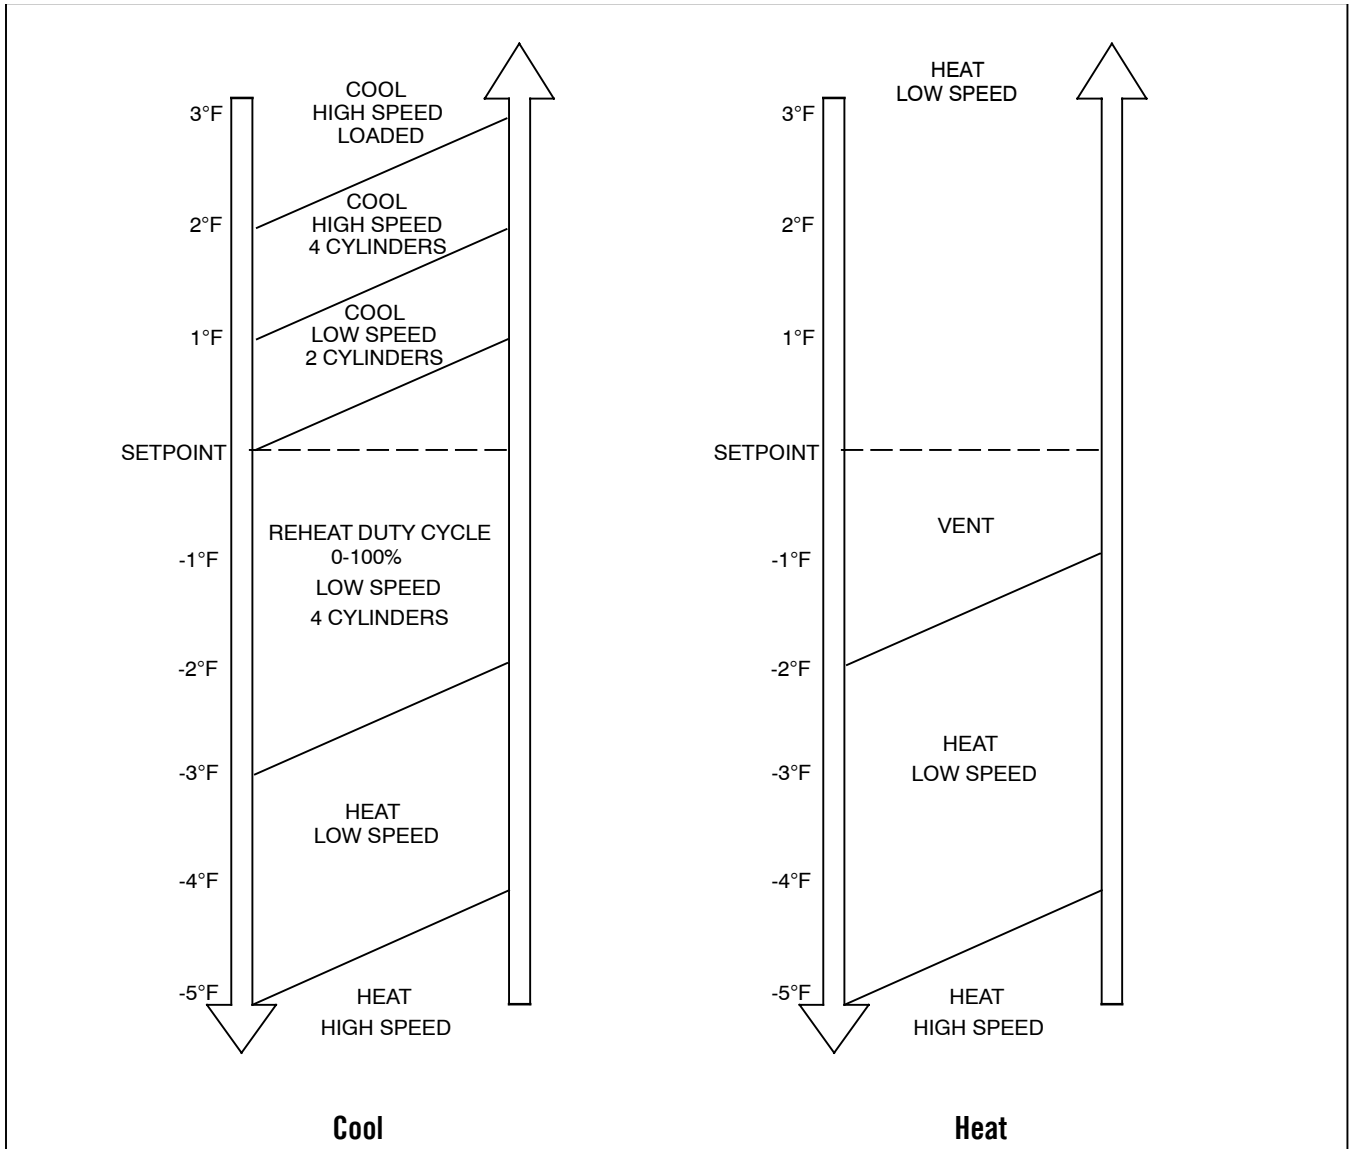 COOL
HIGH SPEED
LOADED
3°F
COOL
HIGH SPEED
4 CYLINDERS
2°F
COOL
LOW SPEED
2 CYLINDERS
1°F
SETPOINT
REHEAT DUTY CYCLE
0-100%
LOW SPEED
4 CYLINDERS
-1°F
-2°F
-3°F
HEAT
LOW SPEED
-4°F
-5°F
HEAT
HIGH SPEED
Cool
HEAT
LOW SPEED
3°F
2°F
1°F
SETPOINT
VENT
-1°F
-2°F
HEAT
LOW SPEED
-3°F
-4°F
-5°F
HEAT
HIGH SPEED
Heat